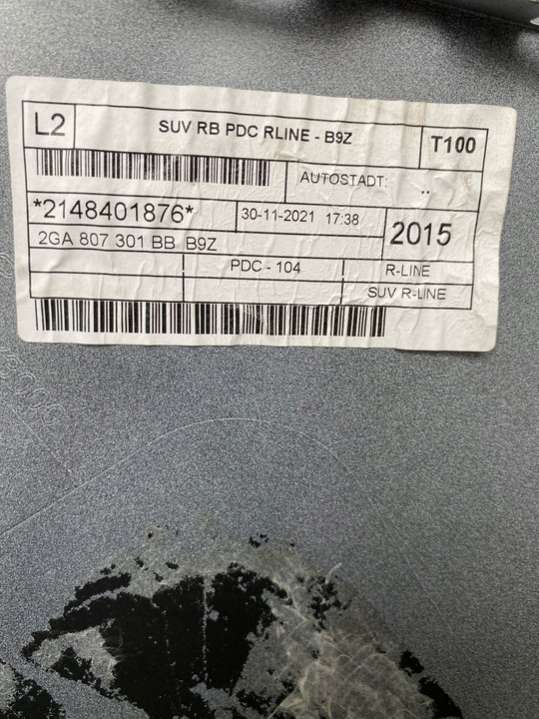 L2
SUV RB PDC RLINE - B9Z
T100
AUTOSTADT: ..
*2148401876*
30-11-2021 17:38
2015
2GA 807 301 BB B9Z
PDC - 104
R-LINE
SUV R-LINE